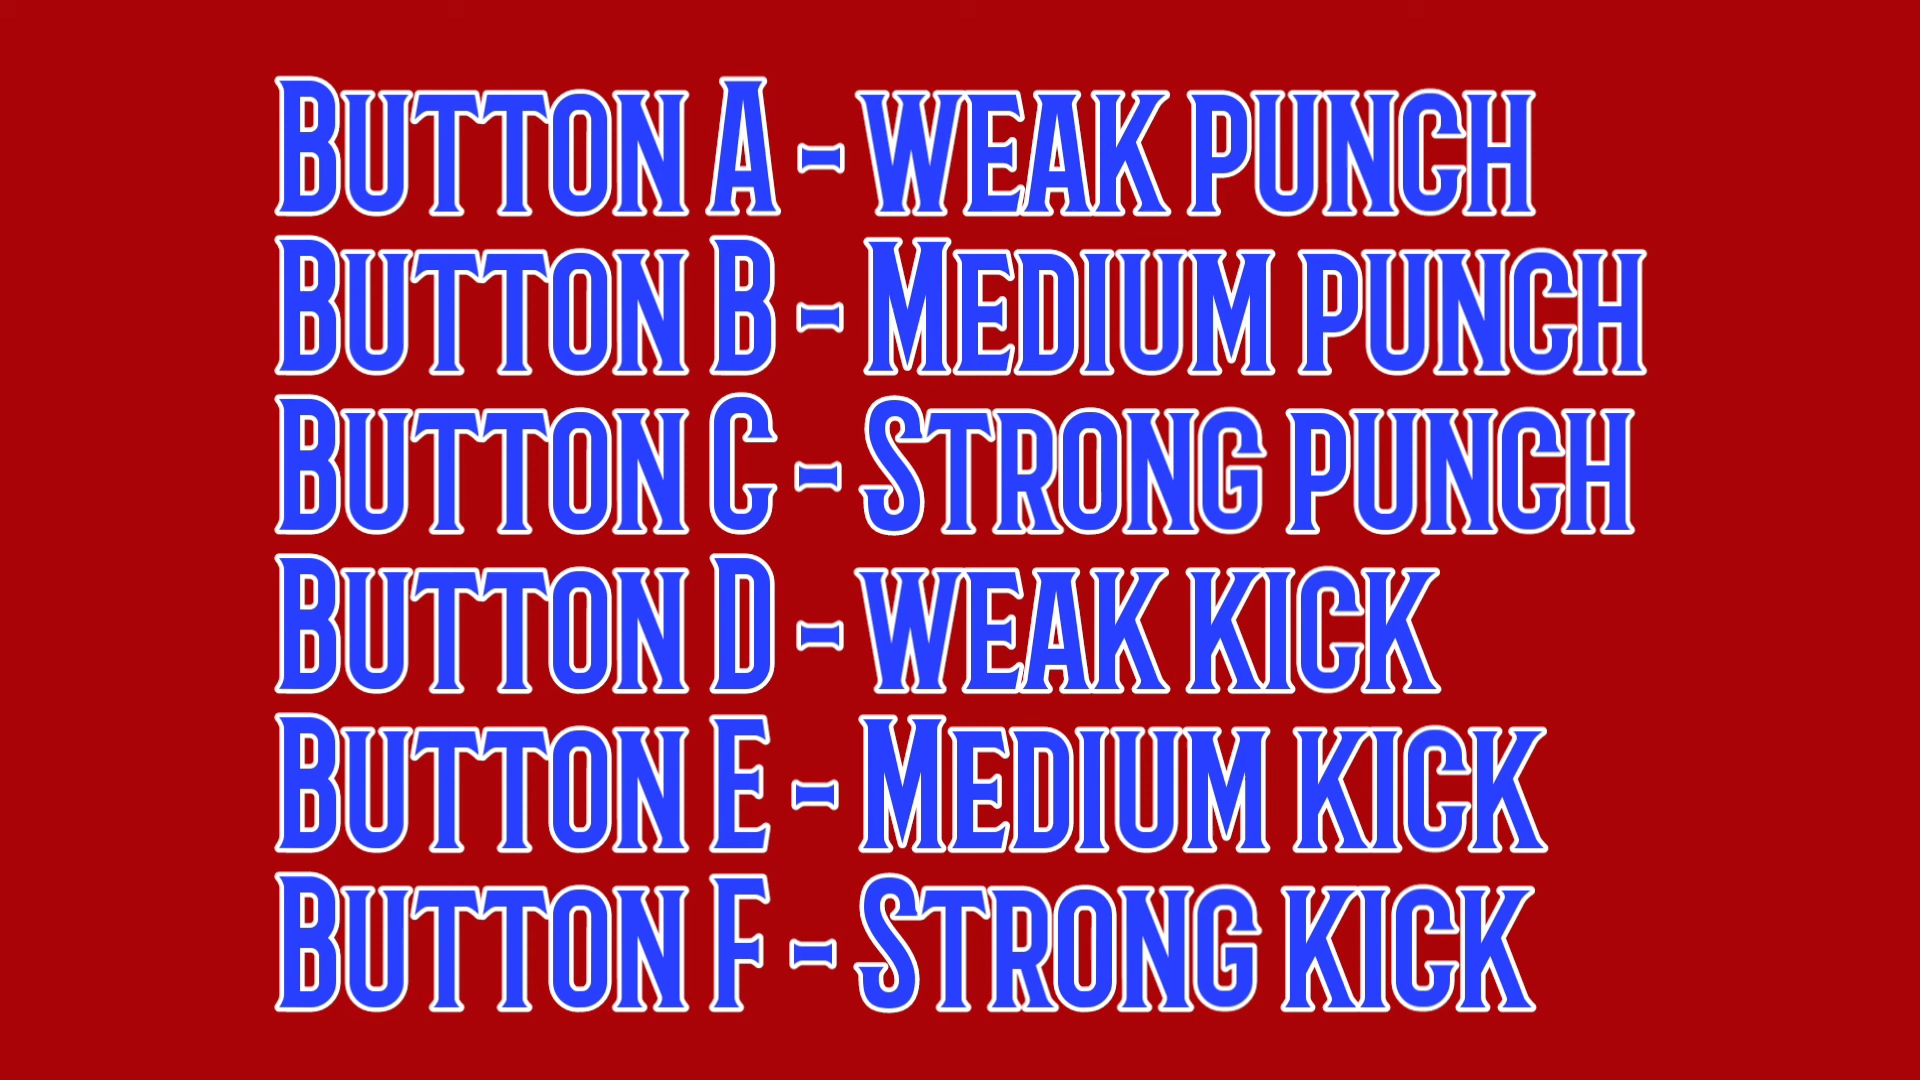 Button A - weak punch
Button B - Medium punch
Button C - Strong punch
Button D - weak kick
Button E - Medium kick
Button F - Strong kick